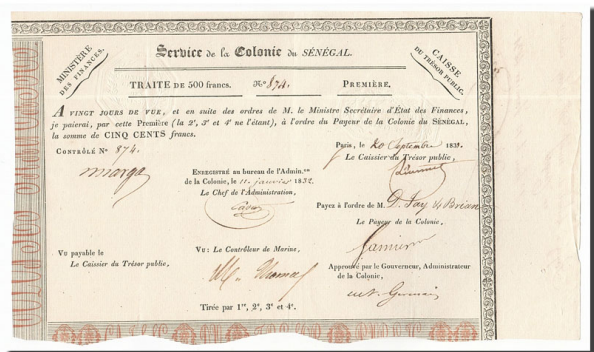 MINISTÈRE
DES FINANCES.
Service de la Colonie du SÉNÉGAL.
CAISSE
DU TRÉSOR PUBLIC.
TRAITE DE 500 francs. N° 874. PREMIÈRE.
A VINGT JOURS DE VUE, et en suite des ordres de M. le Ministre Secrétaire d'État des Finances,
je paierai, par cette Première (la 2e, 3e et 4e ne l'étant), à l'ordre du Payeur de la Colonie du SÉNÉGAL,
la somme de CINQ CENTS francs.
Paris, le 20 Septembre 1831.
CONTRÔLÉ N° 874.
Le Caissier du Trésor public,
ENREGISTRÉ au bureau de l'Admin.on
de la Colonie, le 11 janvier 1832.
Le Chef de l'Administration
Payez à l'ordre de M.
Le Payeur de la Colonie,
VU payable le
Le Caissier du Trésor public,
VU : Le Contrôleur de Marine,
Approuvé par le Gouverneur, Administrateur
de la Colonie,
Tirée par 1re, 2e, 3e et 4e.